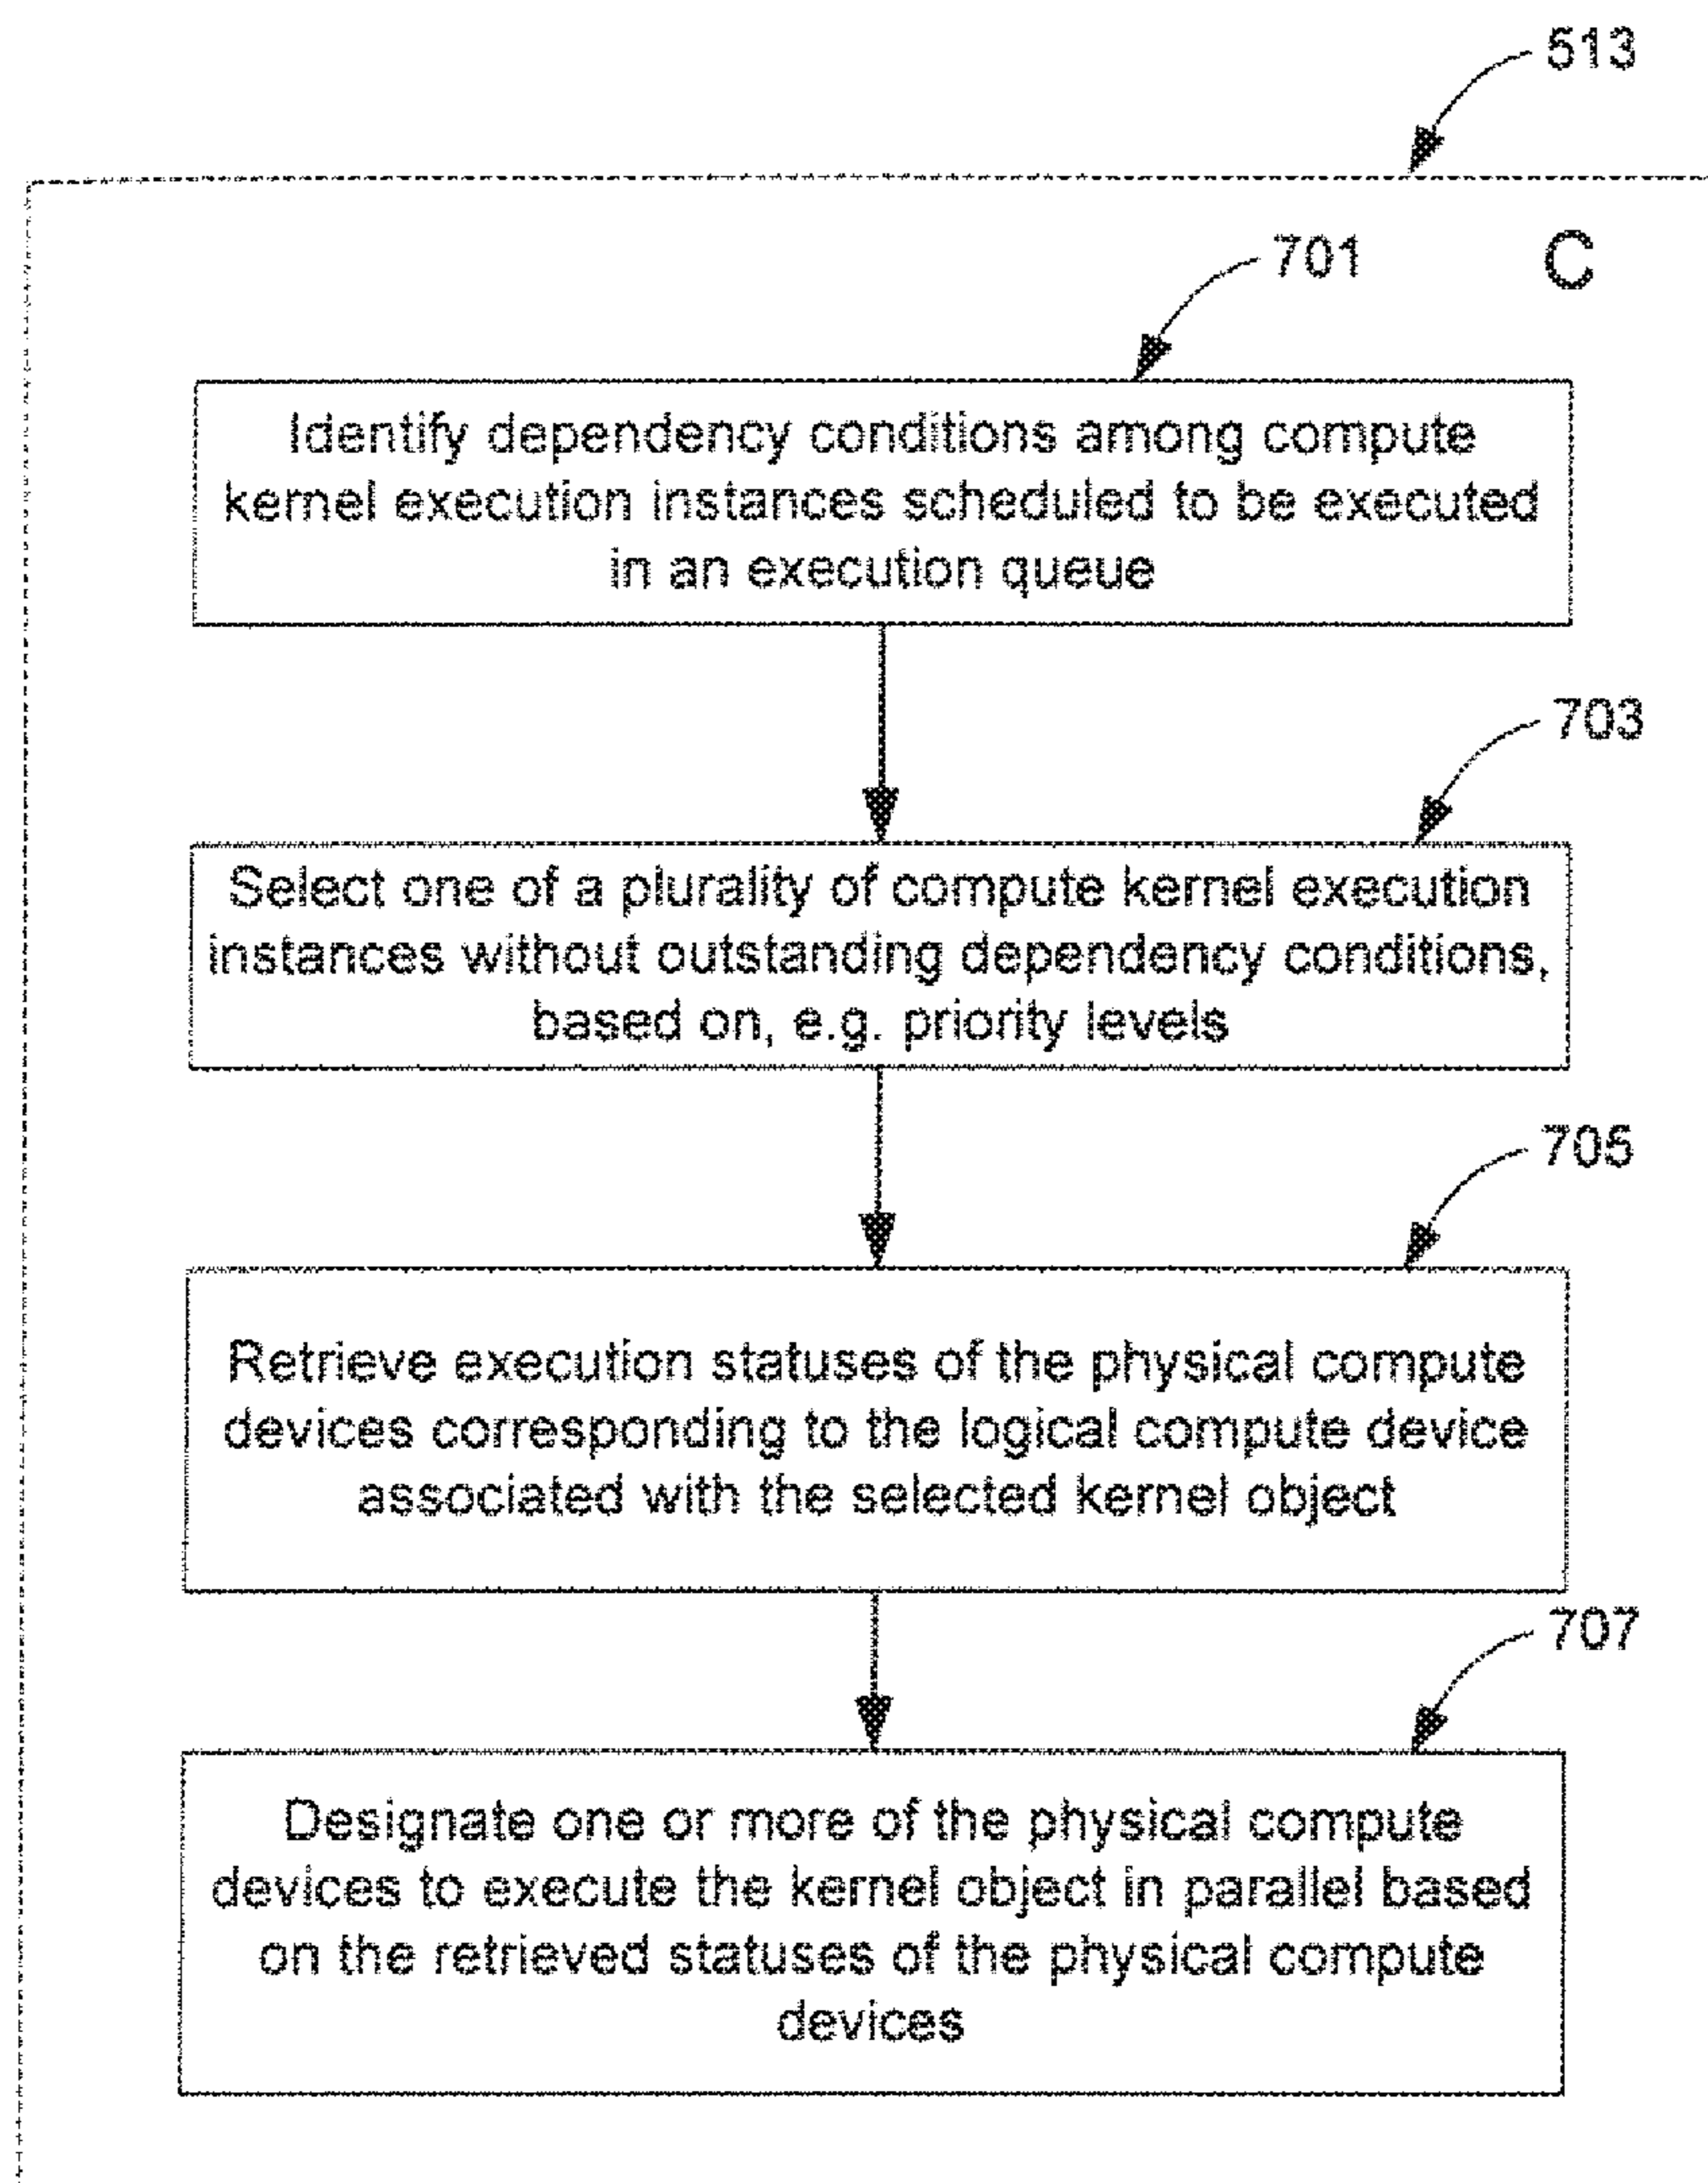 513
C
701
Identify dependency conditions among compute
kernel execution instances scheduled to be executed
in an execution queue
703
Select one of a plurality of compute kernel execution
instances without outstanding dependency conditions,
based on, e.g. priority levels
705
Retrieve execution statuses of the physical compute
devices corresponding to the logical compute device
associated with the selected kernel object
707
Designate one or more of the physical compute
devices to execute the kernel object in parallel based
on the retrieved statuses of the physical compute
devices